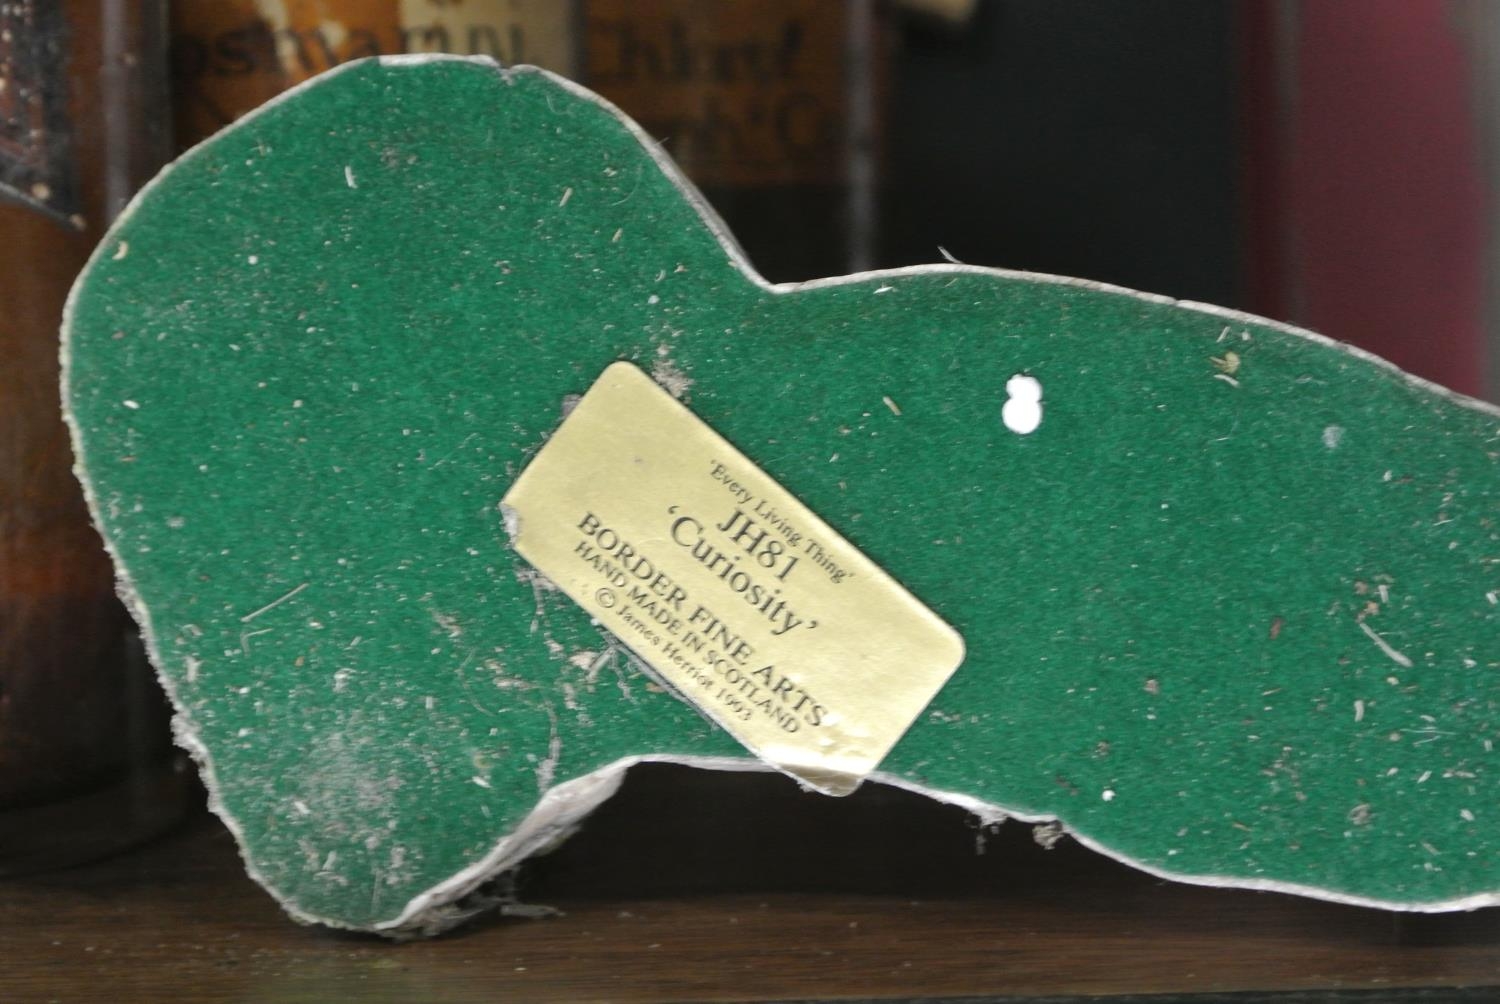 'Every Living Thing'
JH81
'Curiosity'
BORDER FINE ARTS
HAND MADE IN SCOTLAND
© James Herriot 1993